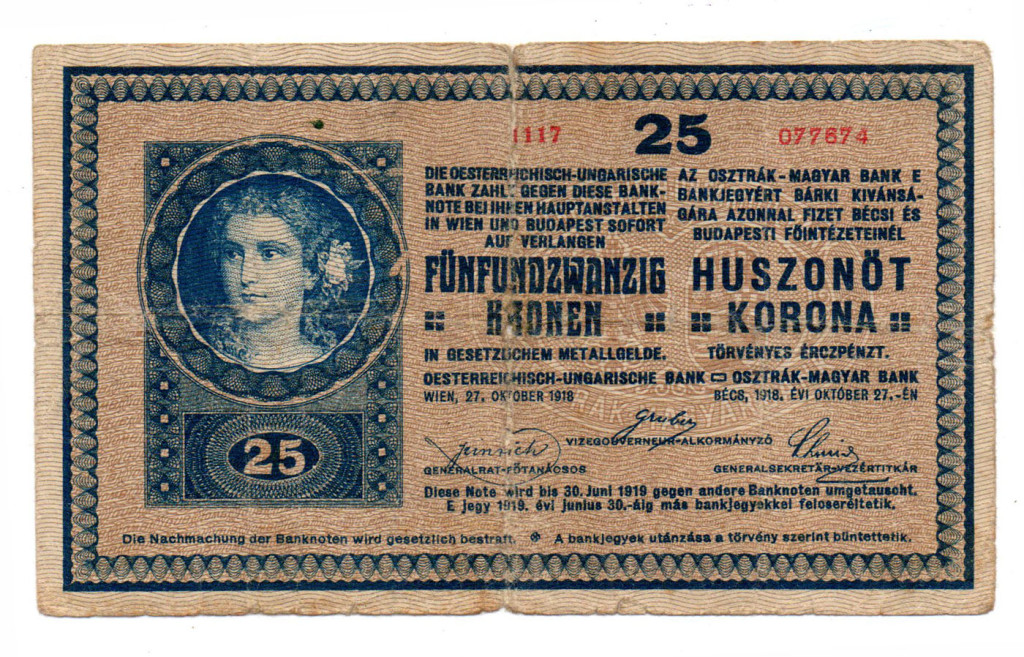 1117 25 077674
DIE OESTERREICHISCH-UNGARISCHE
BANK ZAHLT GEGEN DIESE BANK-
NOTE BEI IHREN HAUPTANSTALTEN
IN WIEN UND BUDAPEST SOFORT
AUF VERLANGEN
FÜNFUNDZWANZIG
KRONEN
IN GESETZLICHEM METALLGELDE.
OESTERREICHISCH-UNGARISCHE BANK
WIEN, 27. OKTOBER 1918
AZ OSZTRÁK-MAGYAR BANK E
BANKJEGYÉRT BÁRKI KIVÁNSÁ-
GÁRA AZONNAL FIZET BÉCSI ÉS
BUDAPESTI FŐINTÉZETEINÉL
HUSZONÖT
KORONA
TÖRVÉNYES ÉRCZPÉNZT.
OSZTRÁK-MAGYAR BANK
BÉCS, 1918. ÉVI OKTÓBER 27.-ÉN
Gruber
VIZEGOUVERNEUR-ALKORMÁNYZÓ
GENERALRAT-FŐTANÁCSOS
GENERALSEKRETÄR-VEZÉRTITKÁR
25
Diese Note wird bis 30. Juni 1919 gegen andere Banknoten umgetauscht.
E jegy 1919. évi junius 30.-áig más bankjegyekkel felcseréltetik.
Die Nachmachung der Banknoten wird gesetzlich bestraft. ❉ A bankjegyek utánzása a törvény szerint büntettetik.